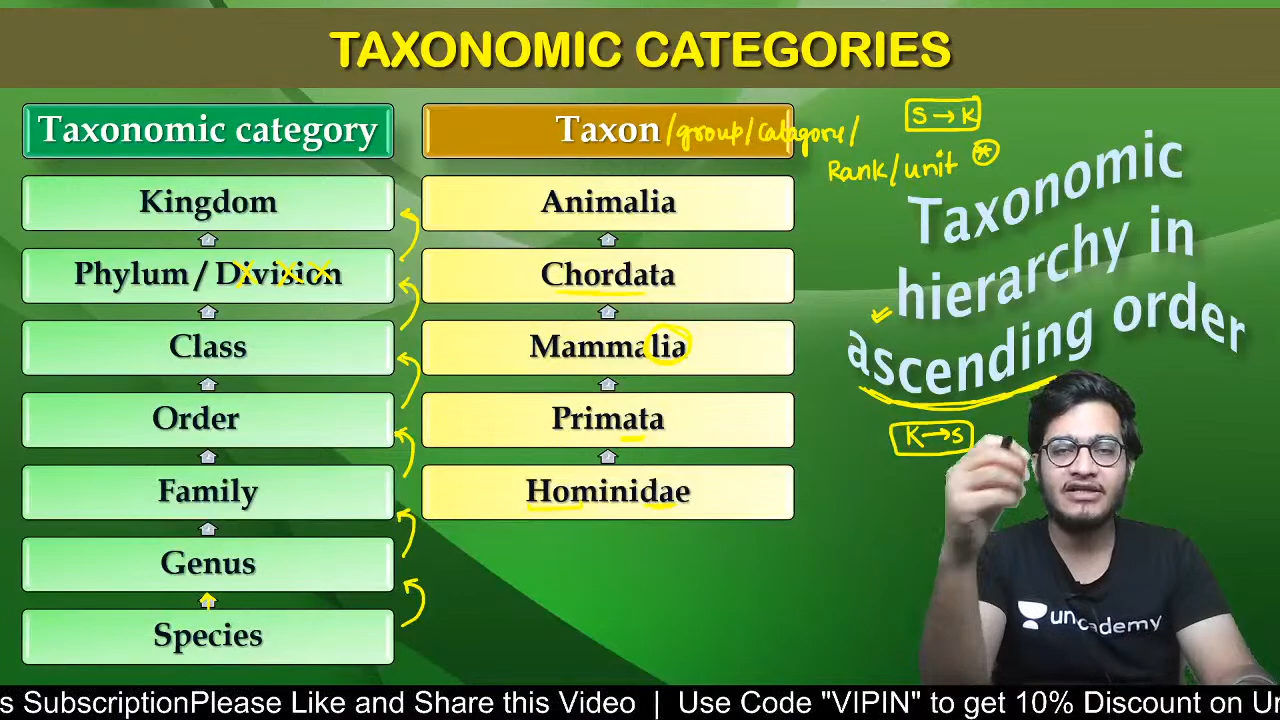 TAXONOMIC CATEGORIES
Taxonomic category
Taxon /group/catagory/
Rank/unit
S → K
Kingdom
Animalia
Phylum / Division
Chordata
Class
Mammalia
Order
Primata
Family
Hominidae
Genus
Species
Taxonomic
hierarchy in
ascending order
K → S
unacademy
s SubscriptionPlease Like and Share this Video | Use Code "VIPIN" to get 10% Discount on Un